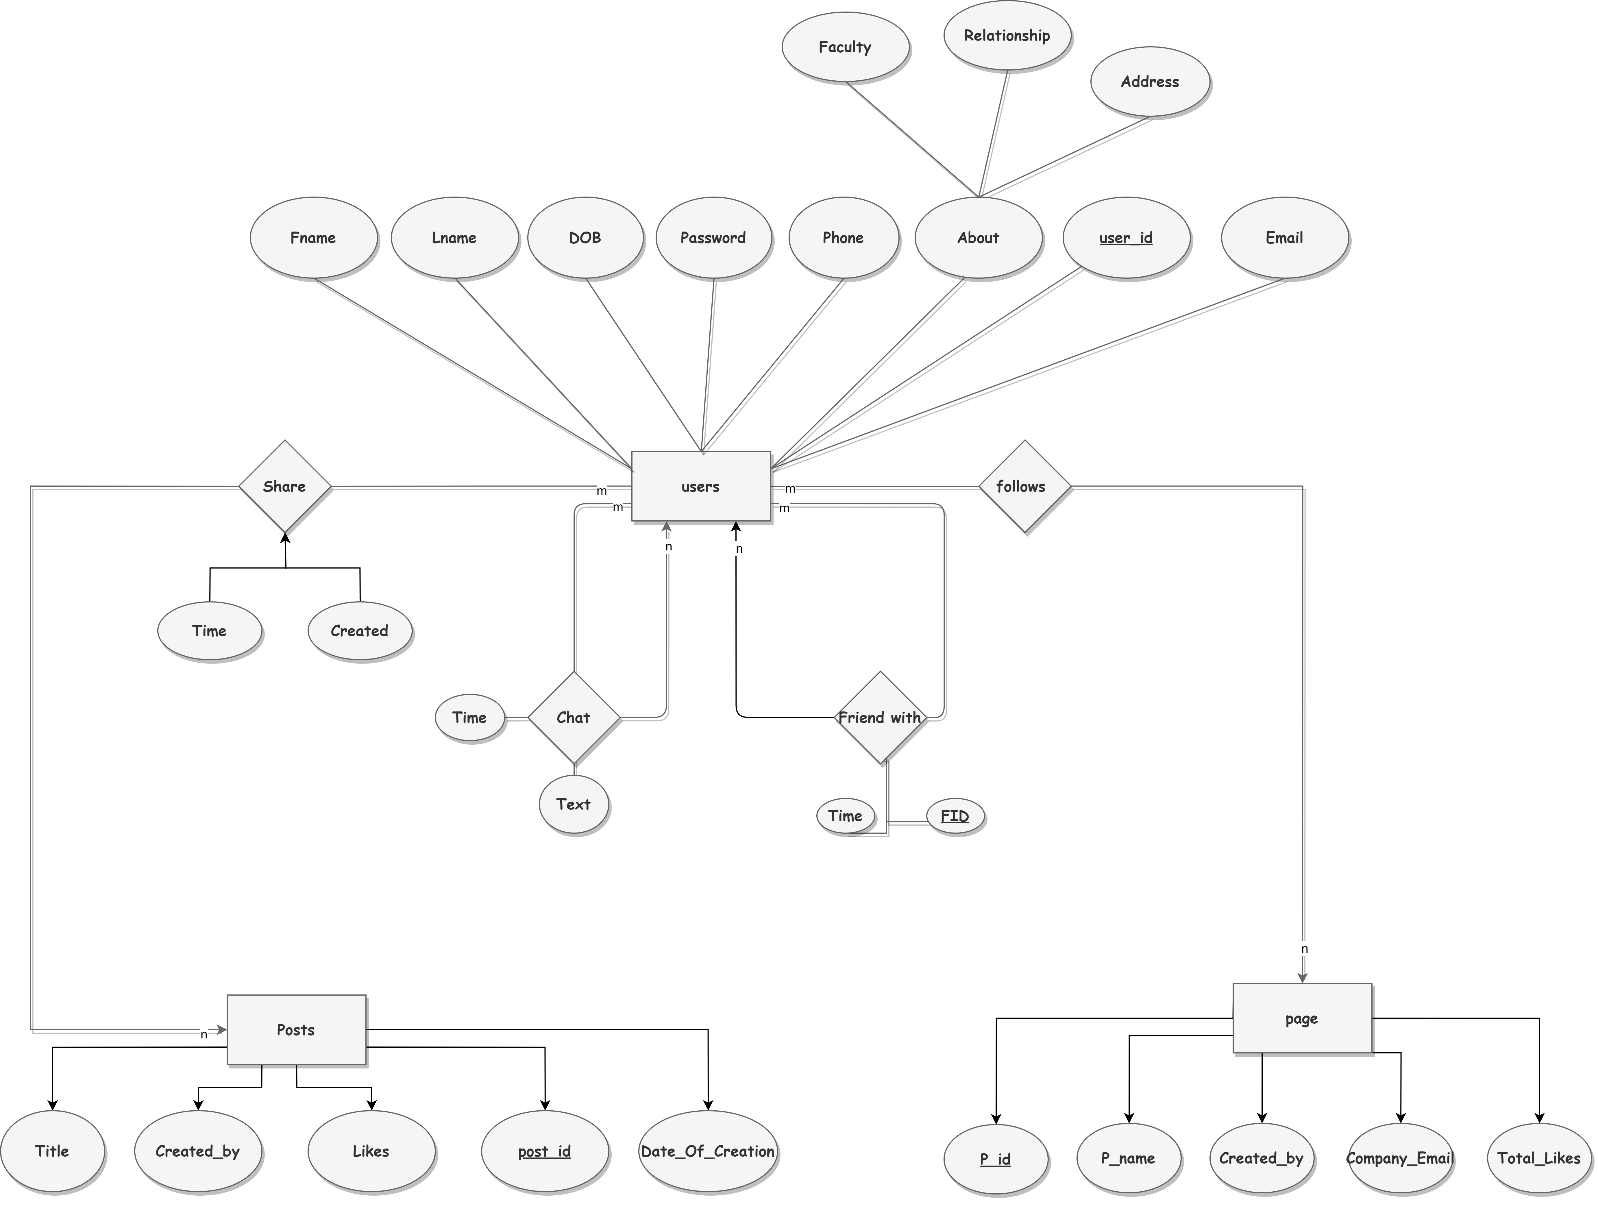 Relationship
Faculty
Address
Fname
Lname
DOB
Password
Phone
About
user_id
Email
Share
m
users
m
follows
m
m
n
n
Time
Created
Time
Chat
Friend with
Text
Time
FID
n
n
Posts
page
Title
Created_by
Likes
post_id
Date_Of_Creation
P_id
P_name
Created_by
Company_Email
Total_Likes